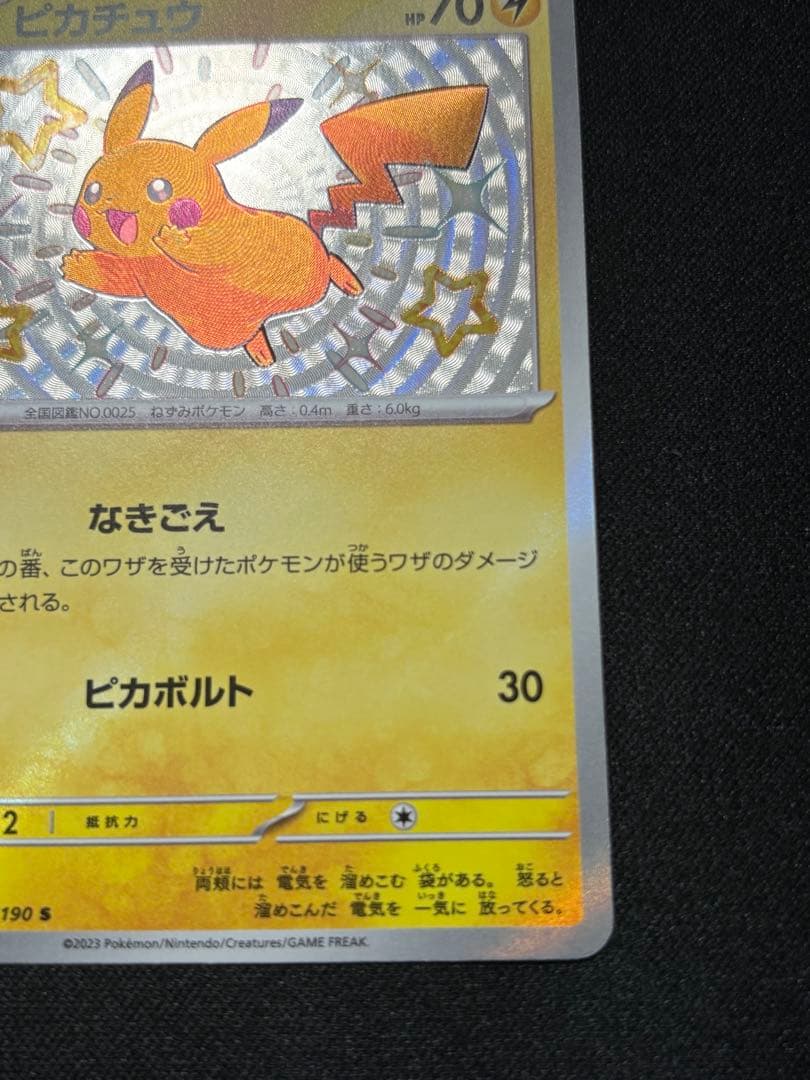 ピカチュウ HP70
全国図鑑NO.0025 ねずみポケモン 高さ:0.4m 重さ:6.0kg
なきごえ
の番、このワザを受けたポケモンが使うワザのダメージ
される。
ピカボルト 30
2 抵抗力 にげる
両頬には 電気を 溜めこむ 袋がある。 怒ると
溜めこんだ 電気を 一気に 放ってくる。
190 S
©2023 Pokémon/Nintendo/Creatures/GAME FREAK.